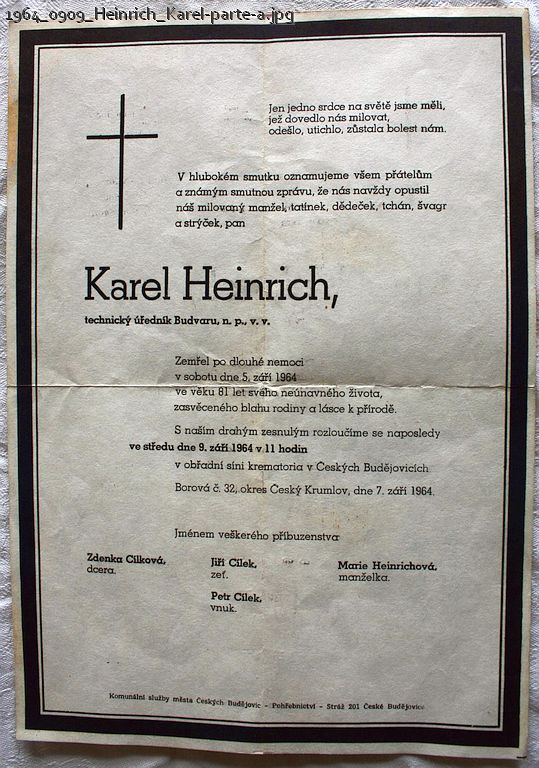 1964_0909_Heinrich_Karel-parte-a.jpg
Jen jedno srdce na světě jsme měli,
jež dovedlo nás milovat,
odešlo, utichlo, zůstala bolest nám.
V hlubokém smutku oznamujeme všem přátelům
a známým smutnou zprávu, že nás navždy opustil
náš milovaný manžel, tatínek, dědeček, tchán, švagr
a strýček, pan
Karel Heinrich,
technický úředník Budvaru, n. p., v. v.
Zemřel po dlouhé nemoci
v sobotu dne 5. září 1964
ve věku 81 let svého neúnavného života,
zasvěceného blahu rodiny a lásce k přírodě.
S naším drahým zesnulým rozloučíme se naposledy
ve středu dne 9. září 1964 v 11 hodin
v obřadní síni krematoria v Českých Budějovicích
Borová č. 32, okres Český Krumlov, dne 7. září 1964.
Jménem veškerého příbuzenstva
Zdenka Cílková,
dcera.
Jiří Cílek,
zeť.
Marie Heinrichová,
manželka.
Petr Cílek,
vnuk.
Komunální služby města Českých Budějovic - Pohřebnictví - Stráž 201 České Budějovice